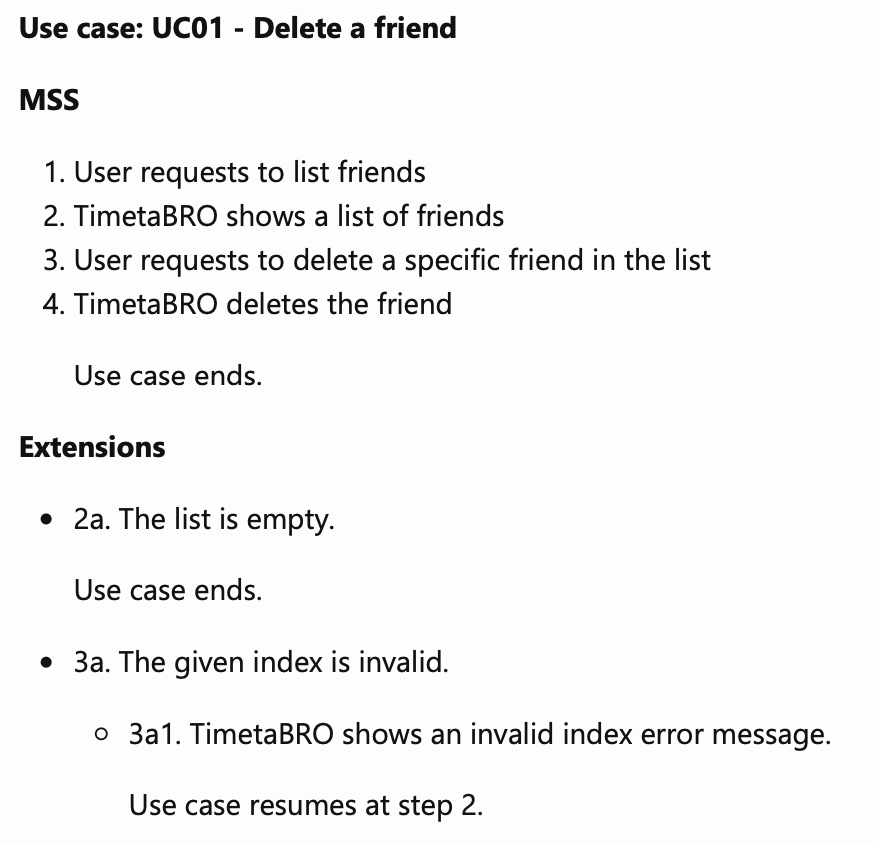 Use case: UC01 - Delete a friend
MSS
1. User requests to list friends
2. TimetaBRO shows a list of friends
3. User requests to delete a specific friend in the list
4. TimetaBRO deletes the friend
Use case ends.
Extensions
• 2a. The list is empty.
Use case ends.
• 3a. The given index is invalid.
◦ 3a1. TimetaBRO shows an invalid index error message.
Use case resumes at step 2.